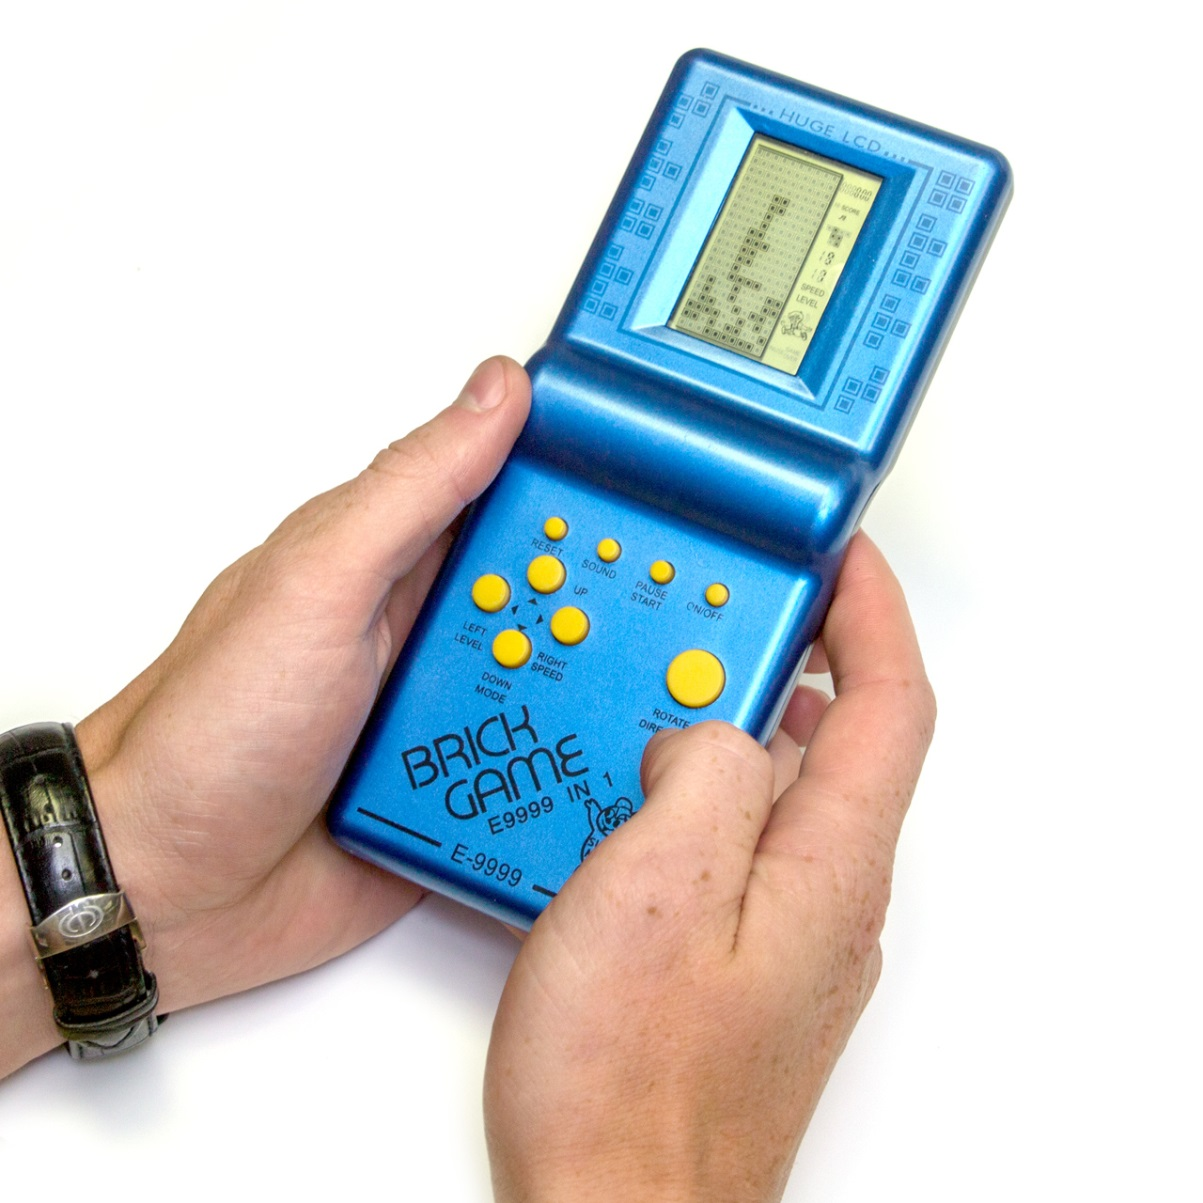 ... HUGE LCD ...
SCORE
SPEED
LEVEL
RESET
SOUND
PAUSE
START
ON/OFF
UP
LEFT
LEVEL
RIGHT
SPEED
DOWN
MODE
ROTATE
BRICK
GAME
E9999 IN 1
E-9999